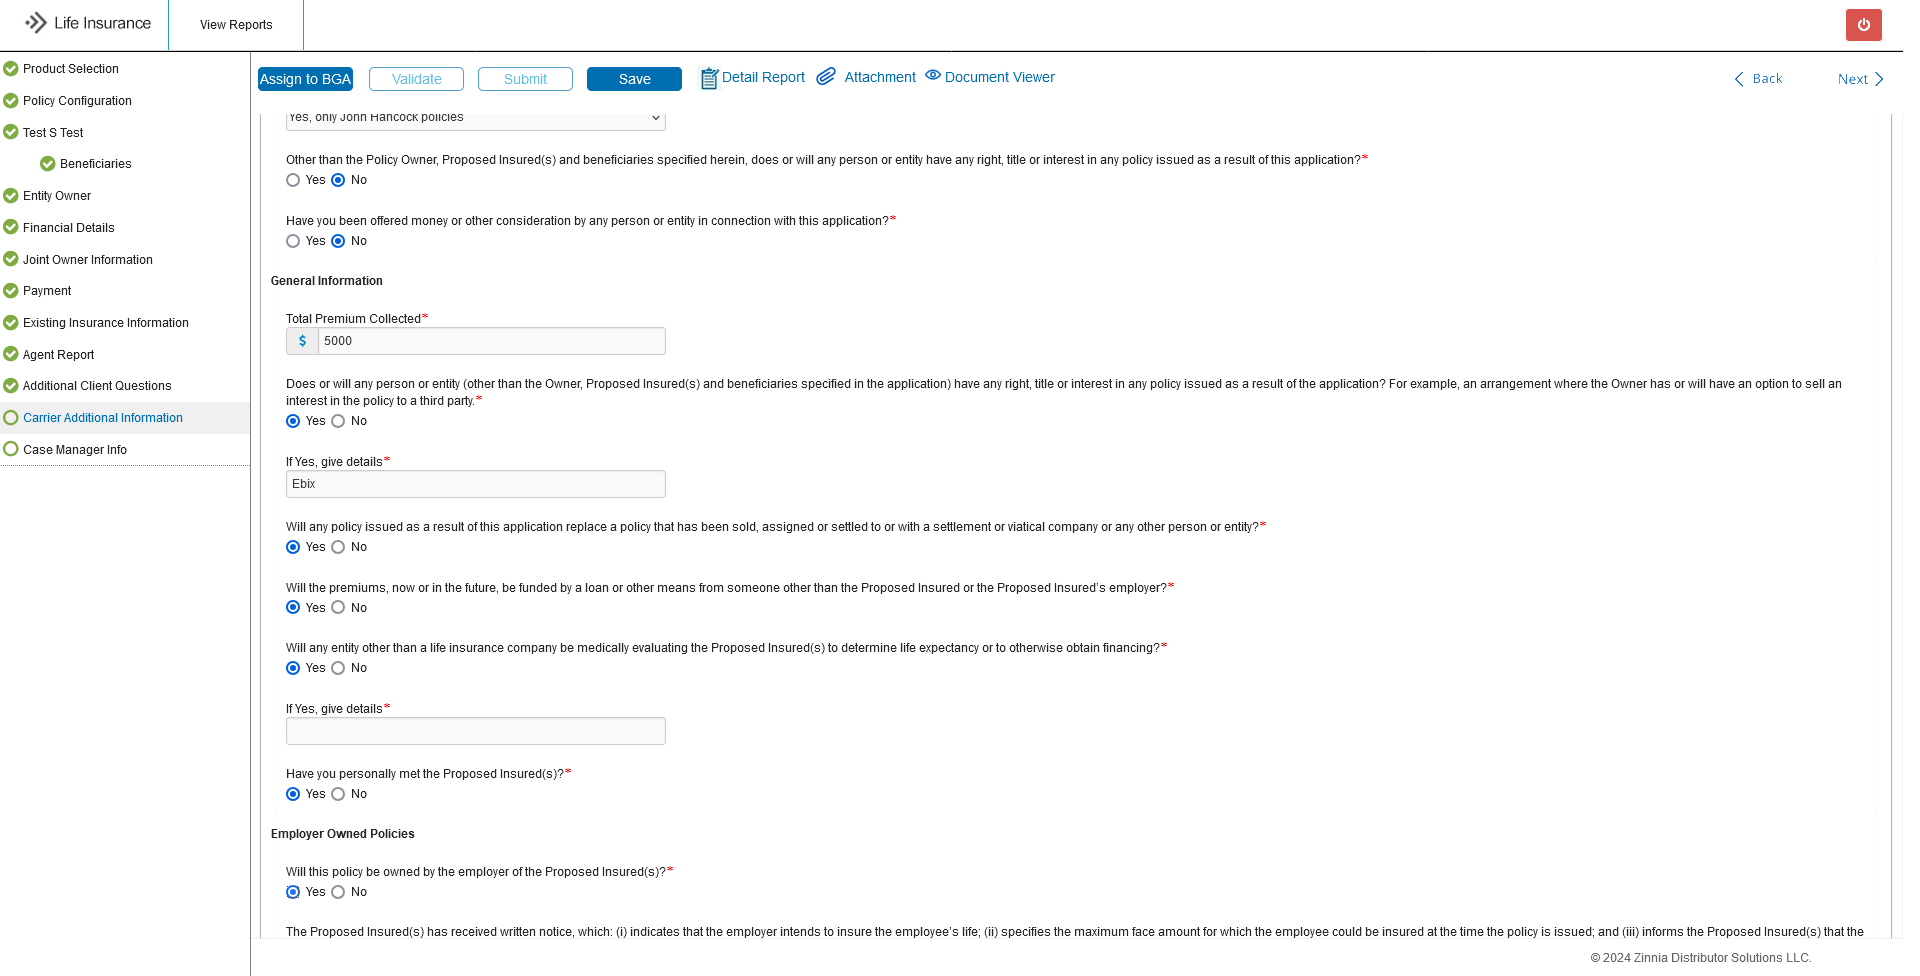 Life Insurance
View Reports
Product Selection
Policy Configuration
Test S Test
Beneficiaries
Entity Owner
Financial Details
Joint Owner Information
Payment
Existing Insurance Information
Agent Report
Additional Client Questions
Carrier Additional Information
Case Manager Info
Assign to BGA
Validate
Submit
Save
Detail Report
Attachment
Document Viewer
Back
Next
Yes, only John Hancock policies
Other than the Policy Owner, Proposed Insured(s) and beneficiaries specified herein, does or will any person or entity have any right, title or interest in any policy issued as a result of this application?*
Yes No
Have you been offered money or other consideration by any person or entity in connection with this application?*
Yes No
General Information
Total Premium Collected*
$ 5000
Does or will any person or entity (other than the Owner, Proposed Insured(s) and beneficiaries specified in the application) have any right, title or interest in any policy issued as a result of the application? For example, an arrangement where the Owner has or will have an option to sell an
interest in the policy to a third party.*
Yes No
If Yes, give details*
Ebix
Will any policy issued as a result of this application replace a policy that has been sold, assigned or settled to or with a settlement or viatical company or any other person or entity?*
Yes No
Will the premiums, now or in the future, be funded by a loan or other means from someone other than the Proposed Insured or the Proposed Insured's employer?*
Yes No
Will any entity other than a life insurance company be medically evaluating the Proposed Insured(s) to determine life expectancy or to otherwise obtain financing?*
Yes No
If Yes, give details*
Have you personally met the Proposed Insured(s)?*
Yes No
Employer Owned Policies
Will this policy be owned by the employer of the Proposed Insured(s)?*
Yes No
The Proposed Insured(s) has received written notice, which: (i) indicates that the employer intends to insure the employee's life; (ii) specifies the maximum face amount for which the employee could be insured at the time the policy is issued; and (iii) informs the Proposed Insured(s) that the
© 2024 Zinnia Distributor Solutions LLC.